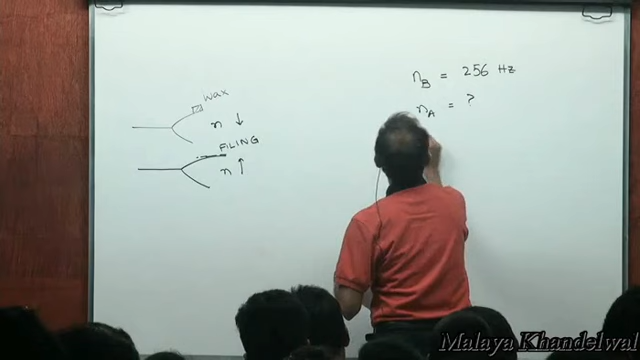 wax
n ↓
FILING
n ↑
n_B = 256 Hz
n_A = ?
Malaya Khandelwal